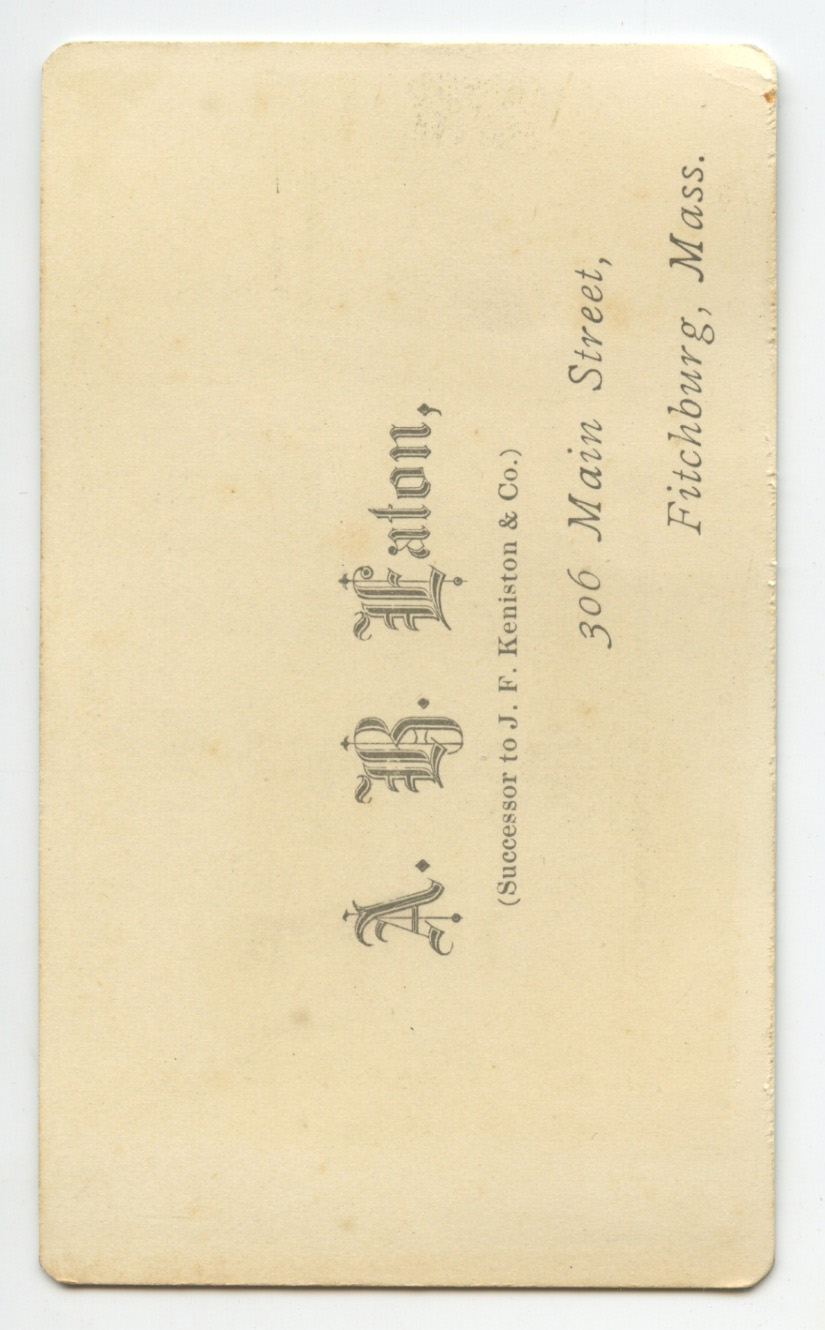 A. B. Eaton,
(Successor to J. F. Keniston & Co.)
306 Main Street,
Fitchburg, Mass.